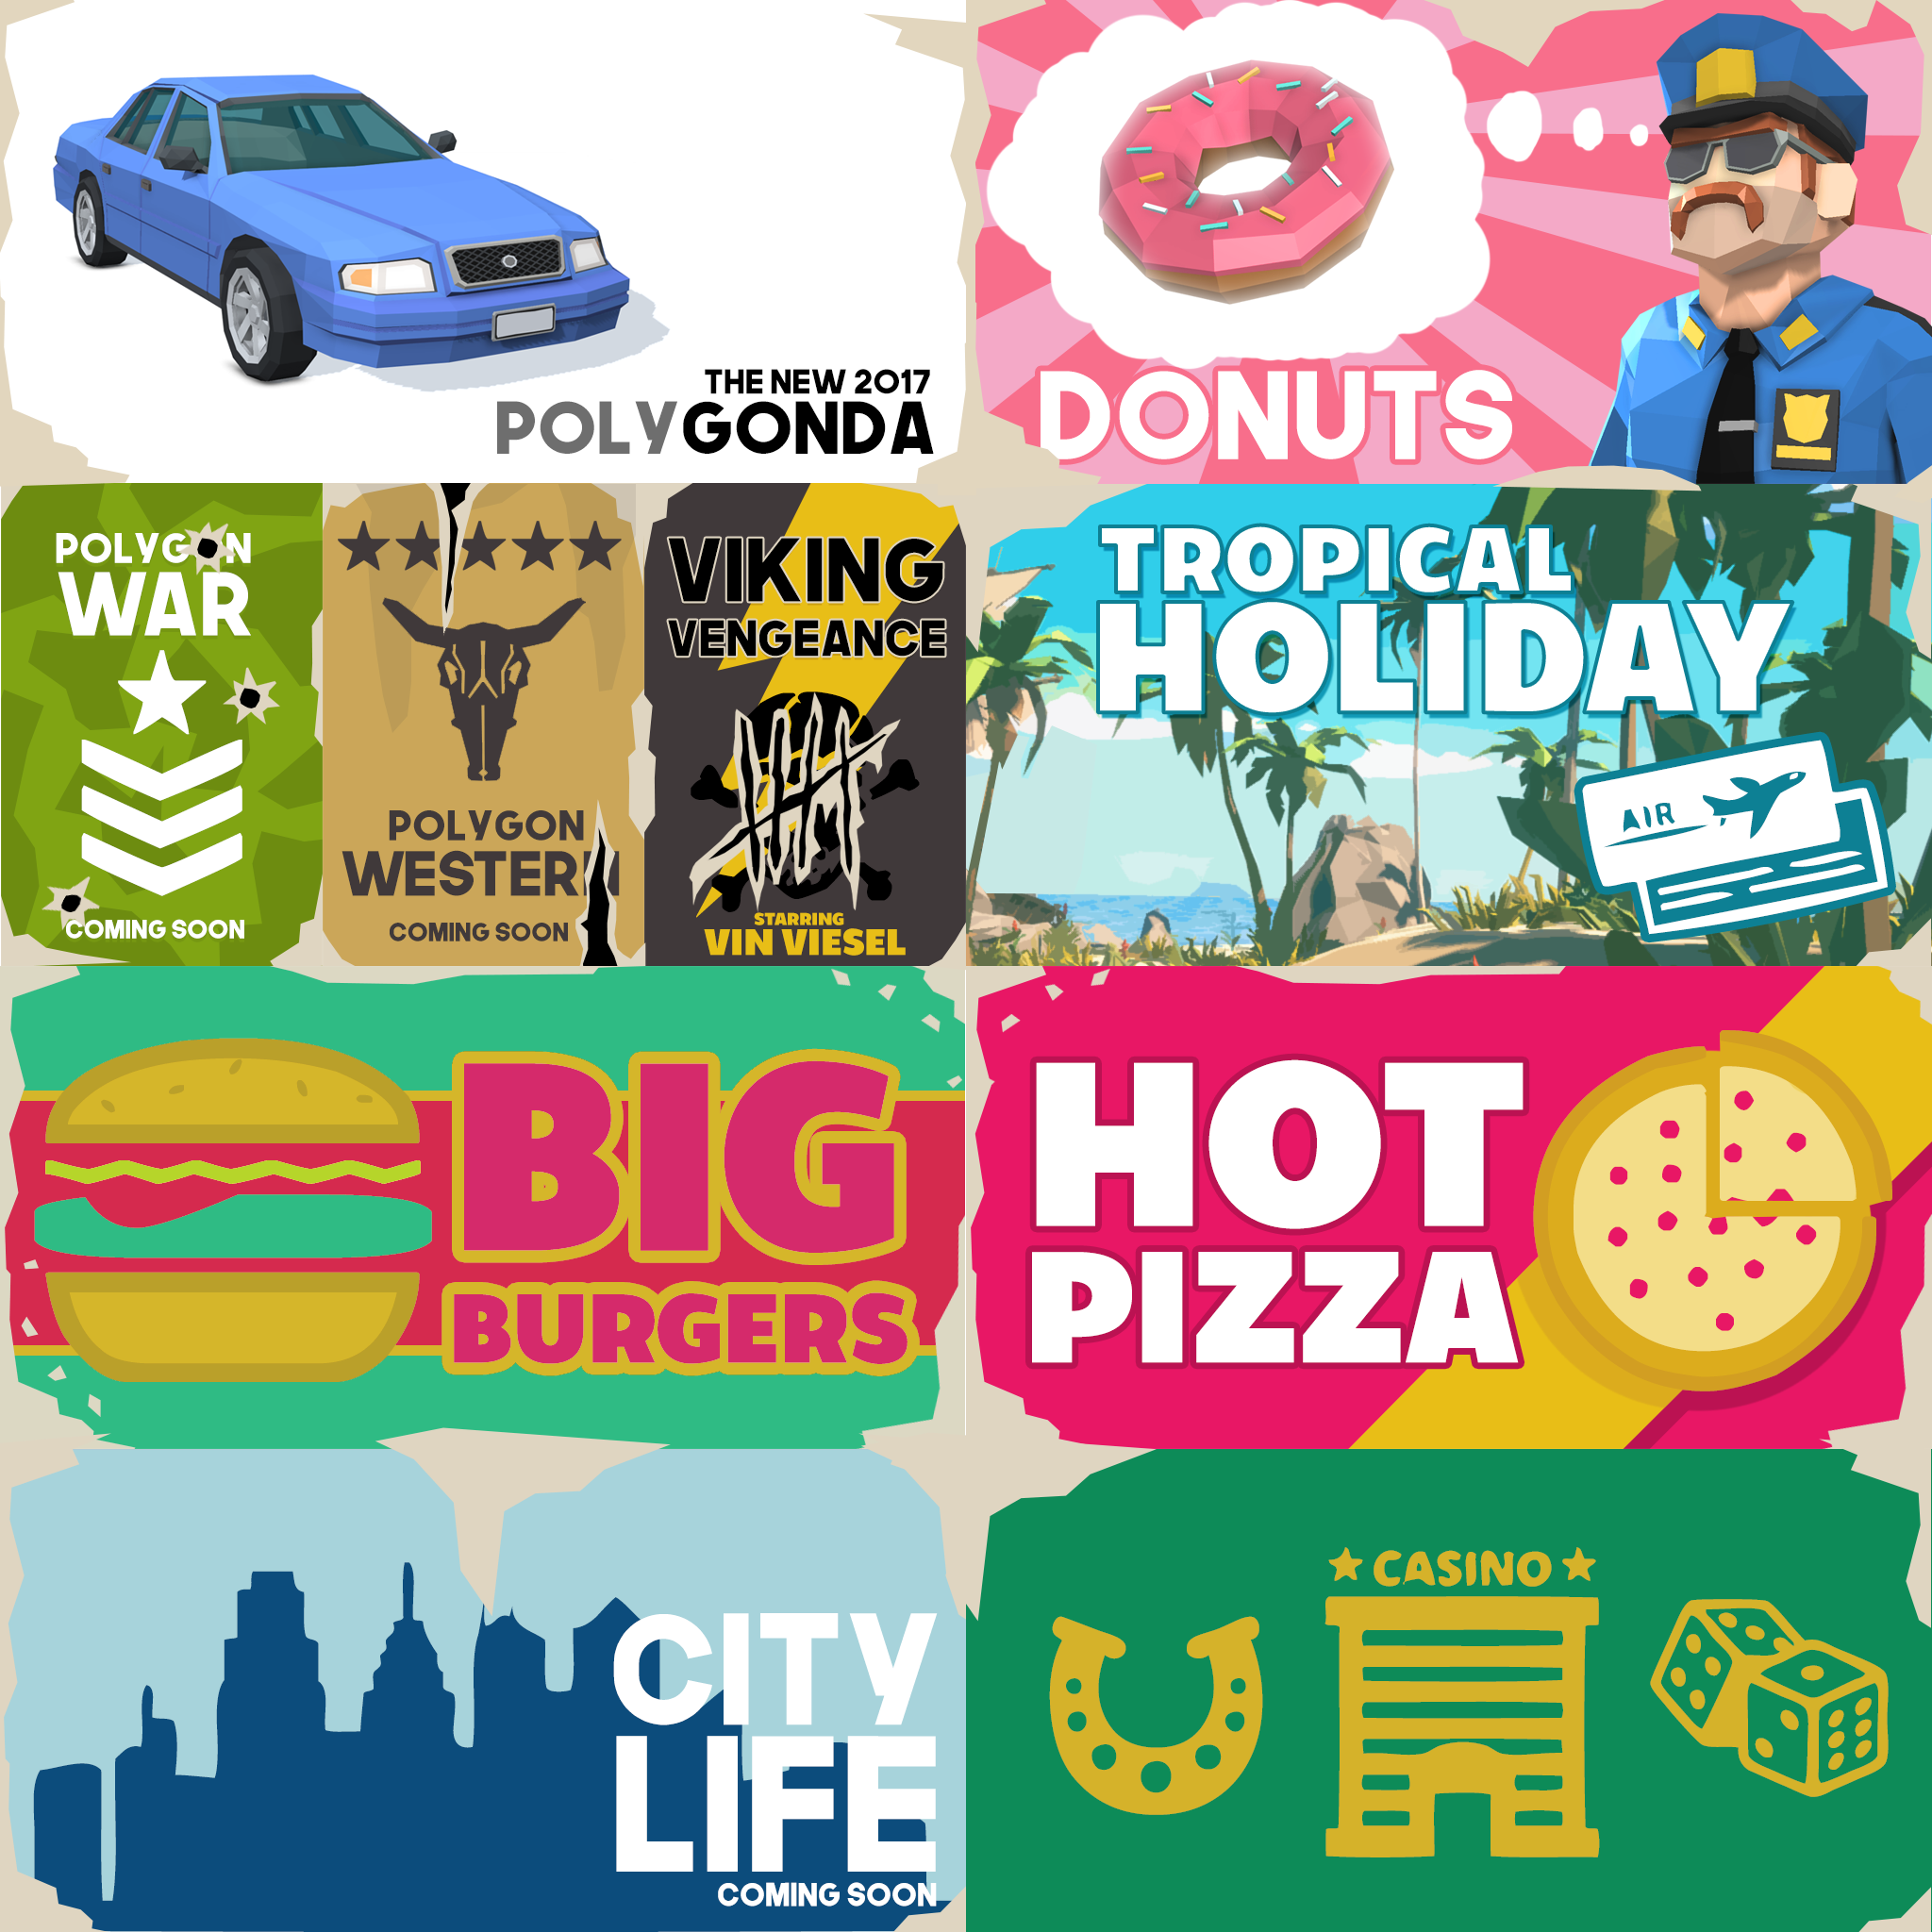 THE NEW 2017
POLYGONDA
DONUTS
POLYGON
WAR
COMING SOON
POLYGON
WESTERN
COMING SOON
VIKING
VENGEANCE
STARRING
VIN VIESEL
TROPICAL
HOLIDAY
AIR
BIG
BURGERS
HOT
PIZZA
CITY
LIFE
COMING SOON
CASINO